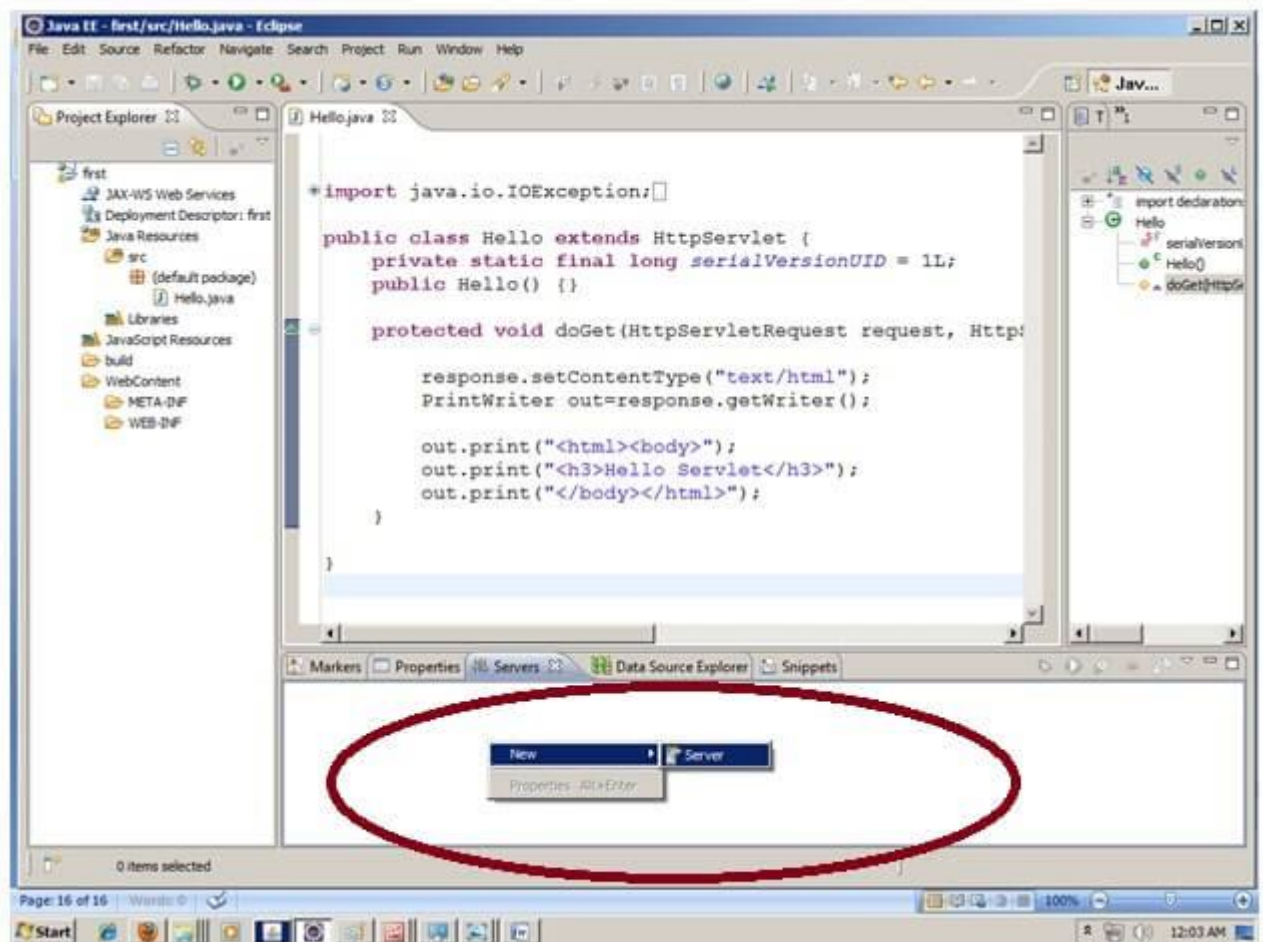 Java EE - first/src/Hello.java - Eclipse
File Edit Source Refactor Navigate Search Project Run Window Help
Jav...
Project Explorer
first
JAX-WS Web Services
Deployment Descriptor: first
Java Resources
src
(default package)
Hello.java
Libraries
JavaScript Resources
build
WebContent
META-INF
WEB-INF
Hello.java
import java.io.IOException;
public class Hello extends HttpServlet {
private static final long serialVersionUID = 1L;
public Hello() {}
protected void doGet(HttpServletRequest request, HttpS
response.setContentType("text/html");
PrintWriter out=response.getWriter();
out.print("<html><body>");
out.print("<h3>Hello Servlet</h3>");
out.print("</body></html>");
}
}
import declarations
Hello
serialVersionU
Hello()
doGet(HttpSe
Markers Properties Servers Data Source Explorer Snippets
New
Server
Properties Alt+Enter
0 items selected
Page: 16 of 16 Words: 0 100%
Start 12:03 AM